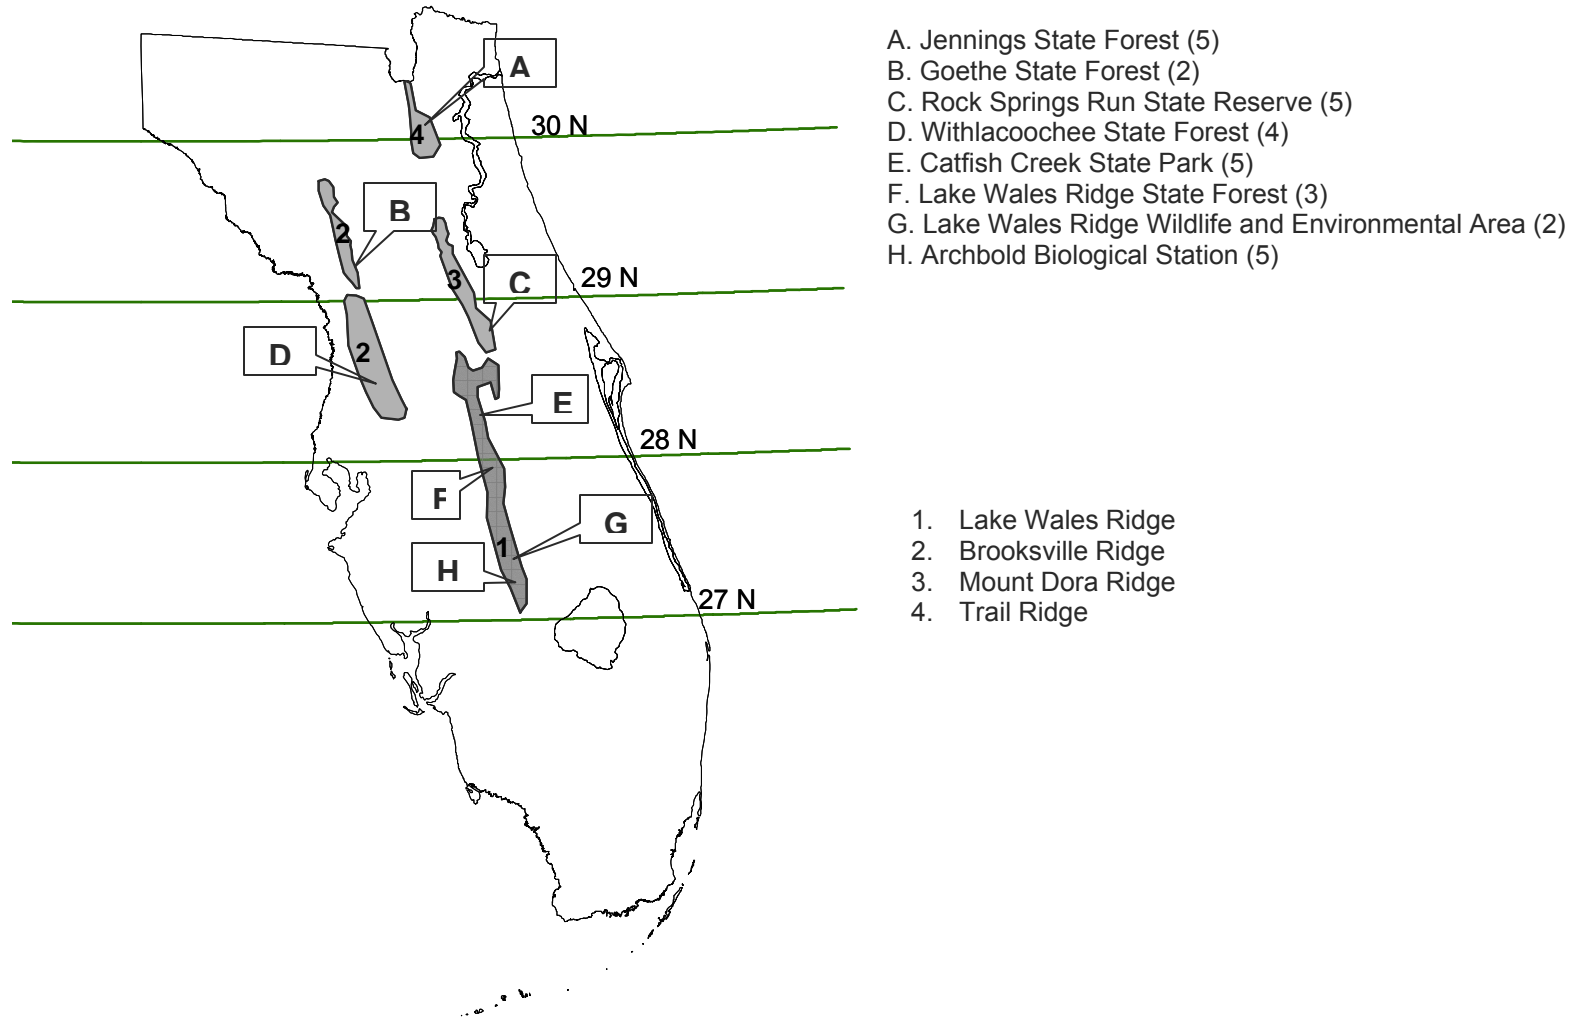 A. Jennings State Forest (5)
B. Goethe State Forest (2)
C. Rock Springs Run State Reserve (5)
D. Withlacoochee State Forest (4)
E. Catfish Creek State Park (5)
F. Lake Wales Ridge State Forest (3)
G. Lake Wales Ridge Wildlife and Environmental Area (2)
H. Archbold Biological Station (5)
A
4
30 N
B
2
3
C
29 N
D
2
E
28 N
F
G
1
H
27 N
1. Lake Wales Ridge
2. Brooksville Ridge
3. Mount Dora Ridge
4. Trail Ridge